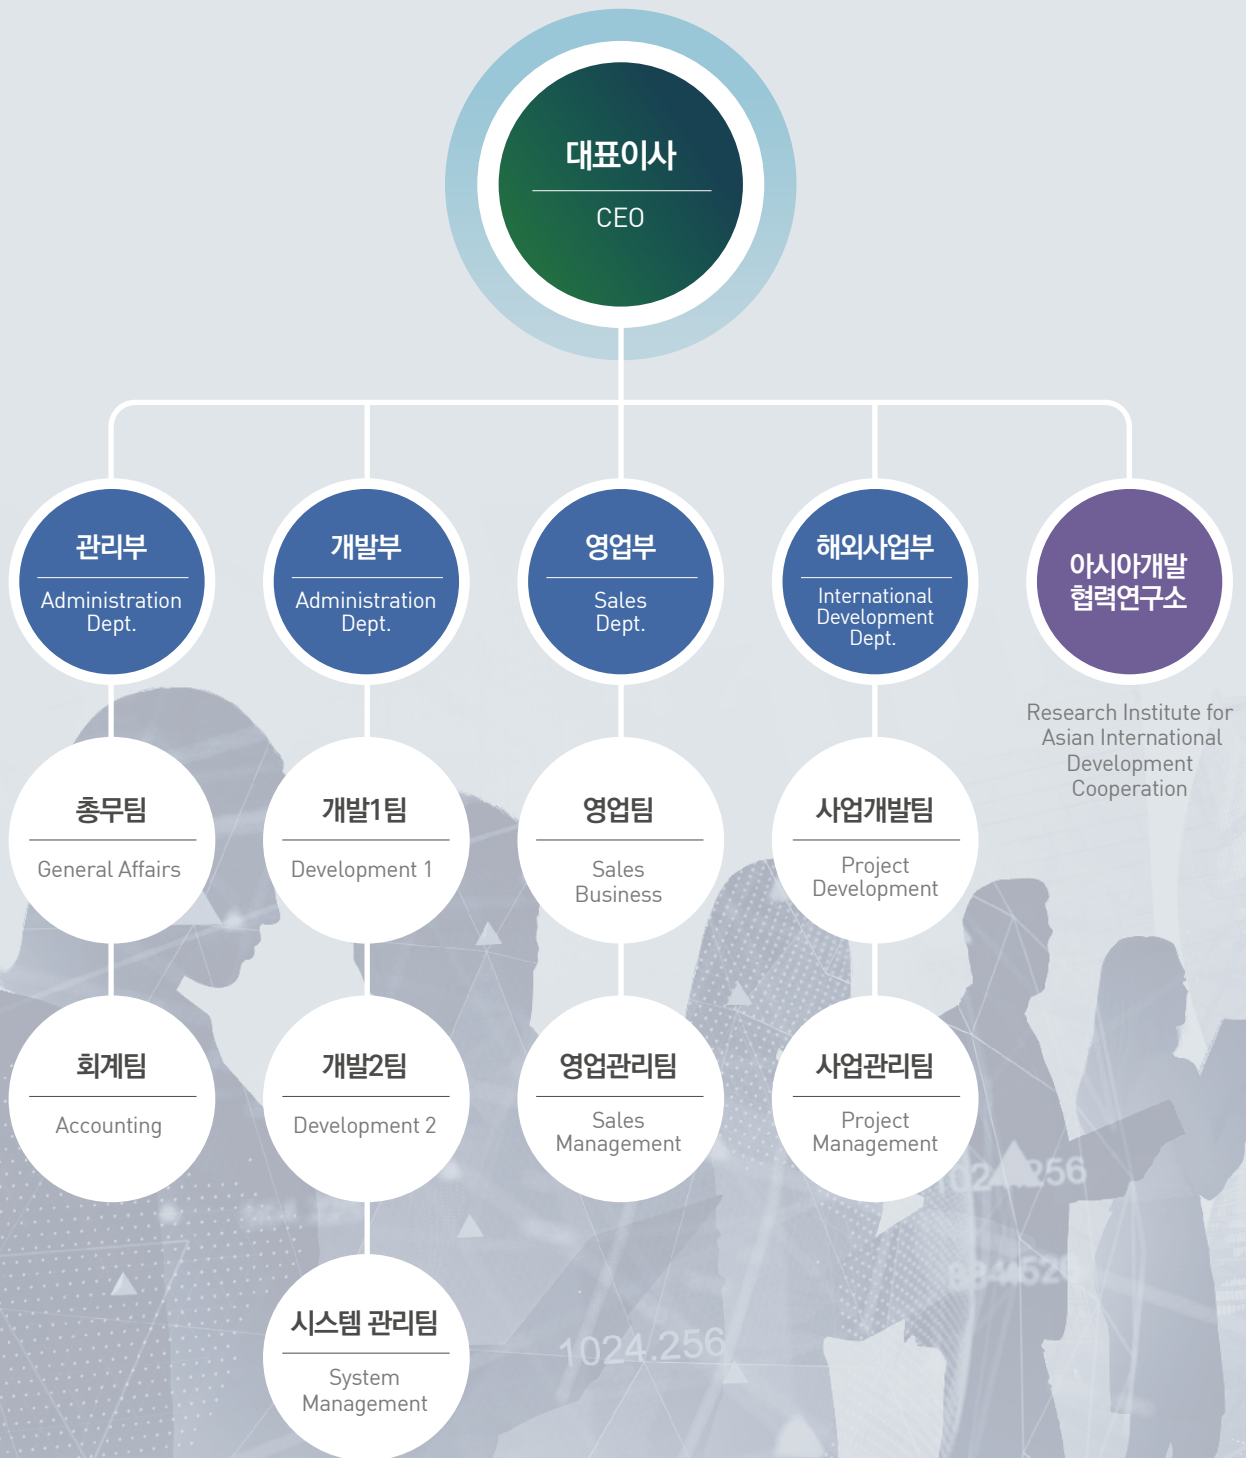 대표이사
CEO
관리부
Administration
Dept.
개발부
Administration
Dept.
영업부
Sales
Dept.
해외사업부
International
Development
Dept.
아시아개발
협력연구소
Research Institute for
Asian International
Development
Cooperation
총무팀
General Affairs
개발1팀
Development 1
영업팀
Sales
Business
사업개발팀
Project
Development
회계팀
Accounting
개발2팀
Development 2
영업관리팀
Sales
Management
사업관리팀
Project
Management
시스템 관리팀
System
Management
1024.256